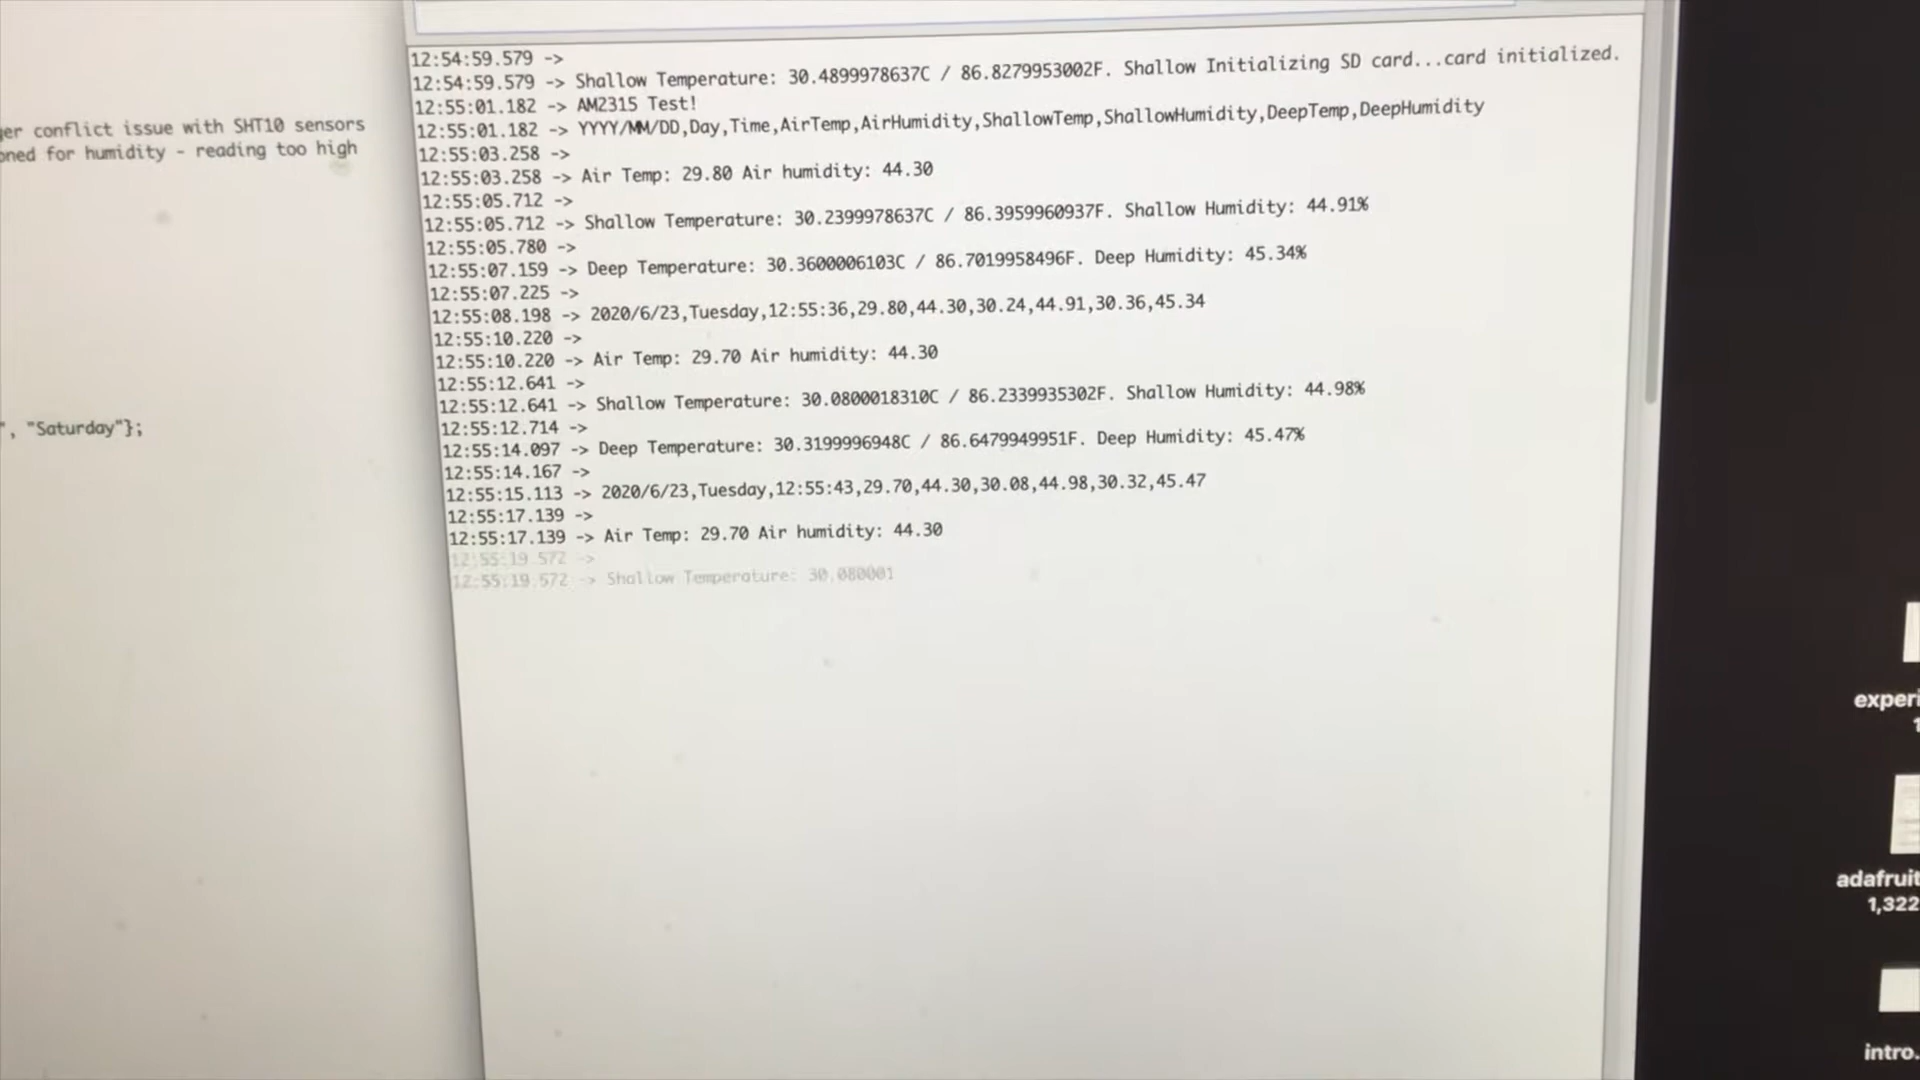 ger conflict issue with SHT10 sensors
oned for humidity - reading too high
", "Saturday"};
12:54:59.579 ->
12:54:59.579 -> Shallow Temperature: 30.4899978637C / 86.8279953002F. Shallow Initializing SD card...card initialized.
12:55:01.182 -> AM2315 Test!
12:55:01.182 -> YYYY/MM/DD,Day,Time,AirTemp,AirHumidity,ShallowTemp,ShallowHumidity,DeepTemp,DeepHumidity
12:55:03.258 ->
12:55:03.258 -> Air Temp: 29.80 Air humidity: 44.30
12:55:05.712 ->
12:55:05.712 -> Shallow Temperature: 30.2399978637C / 86.3959960937F. Shallow Humidity: 44.91%
12:55:05.780 ->
12:55:07.159 -> Deep Temperature: 30.3600006103C / 86.7019958496F. Deep Humidity: 45.34%
12:55:07.225 ->
12:55:08.198 -> 2020/6/23,Tuesday,12:55:36,29.80,44.30,30.24,44.91,30.36,45.34
12:55:10.220 ->
12:55:10.220 -> Air Temp: 29.70 Air humidity: 44.30
12:55:12.641 ->
12:55:12.641 -> Shallow Temperature: 30.0800018310C / 86.2339935302F. Shallow Humidity: 44.98%
12:55:12.714 ->
12:55:14.097 -> Deep Temperature: 30.3199996948C / 86.6479949951F. Deep Humidity: 45.47%
12:55:14.167 ->
12:55:15.113 -> 2020/6/23,Tuesday,12:55:43,29.70,44.30,30.08,44.98,30.32,45.47
12:55:17.139 ->
12:55:17.139 -> Air Temp: 29.70 Air humidity: 44.30
12:55:19.572 ->
12:55:19.572 -> Shallow Temperature: 30.080001
experi
1
adafruit
1,322
intro.